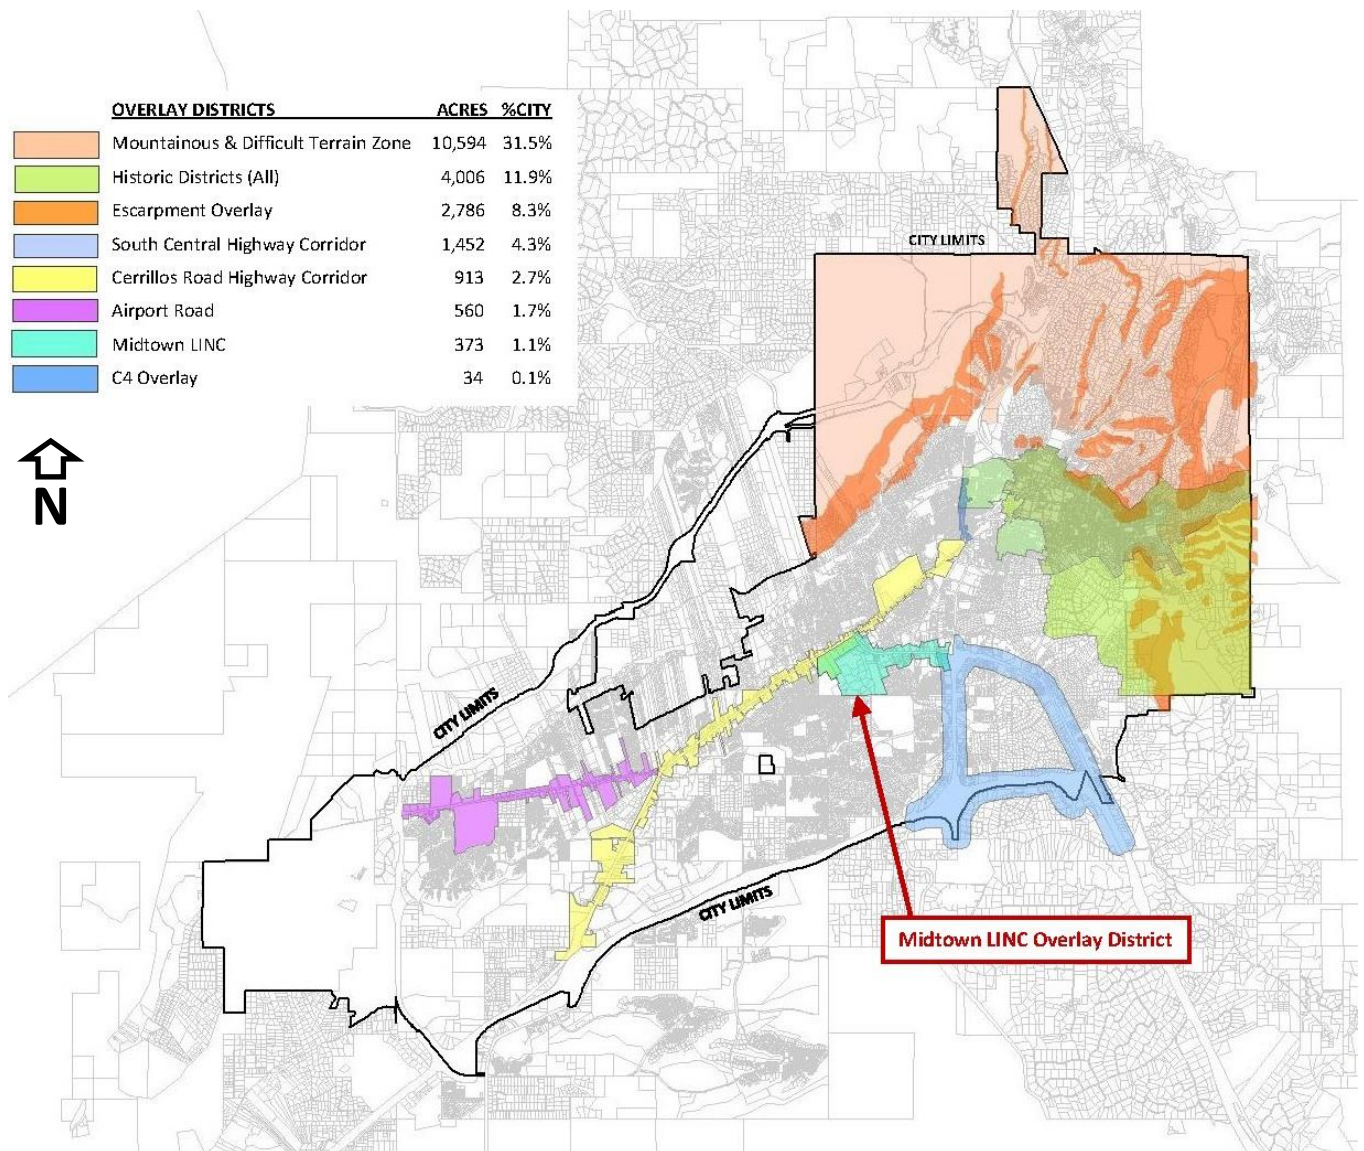 OVERLAY DISTRICTS ACRES %CITY
Mountainous & Difficult Terrain Zone 10,594 31.5%
Historic Districts (All) 4,006 11.9%
Escarpment Overlay 2,786 8.3%
South Central Highway Corridor 1,452 4.3%
Cerrillos Road Highway Corridor 913 2.7%
Airport Road 560 1.7%
Midtown LINC 373 1.1%
C4 Overlay 34 0.1%
N
CITY LIMITS
CITY LIMITS
CITY LIMITS
Midtown LINC Overlay District